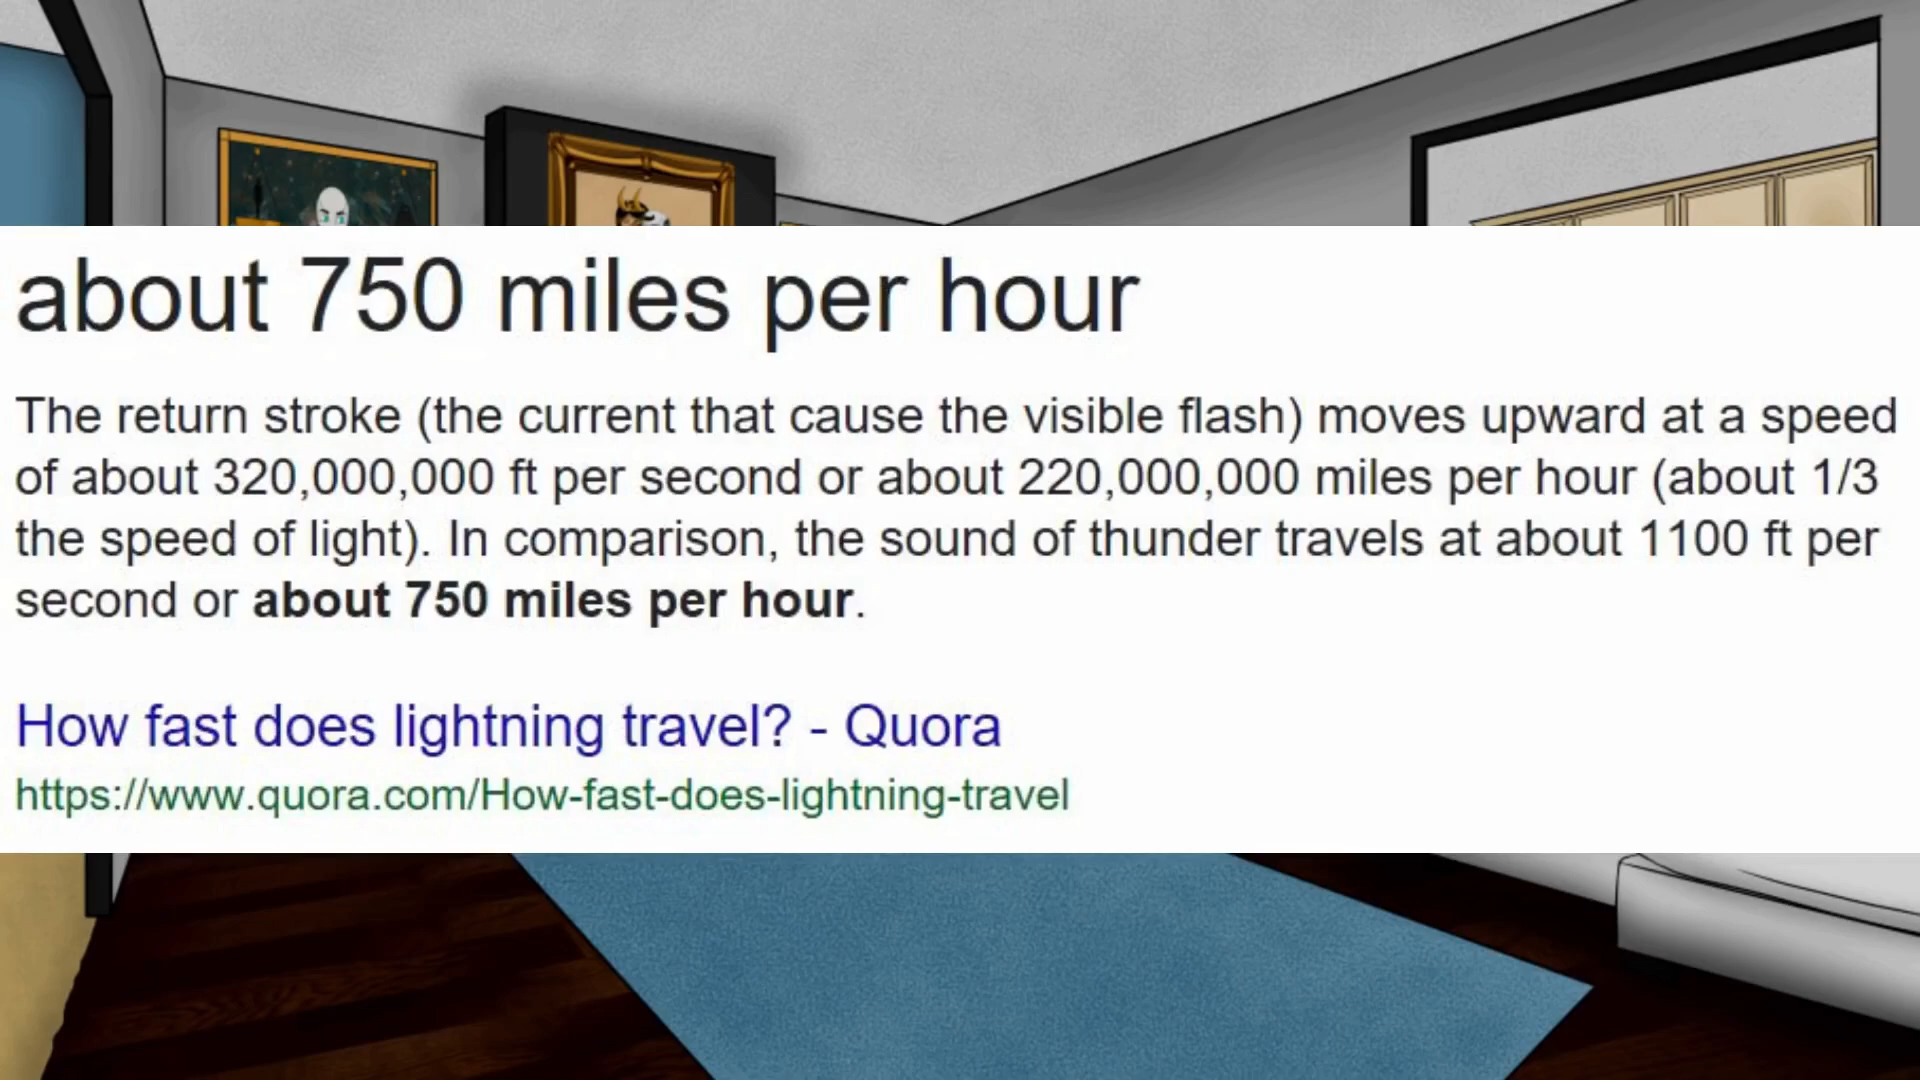 about 750 miles per hour
The return stroke (the current that cause the visible flash) moves upward at a speed
of about 320,000,000 ft per second or about 220,000,000 miles per hour (about 1/3
the speed of light). In comparison, the sound of thunder travels at about 1100 ft per
second or about 750 miles per hour.
How fast does lightning travel? - Quora
https://www.quora.com/How-fast-does-lightning-travel